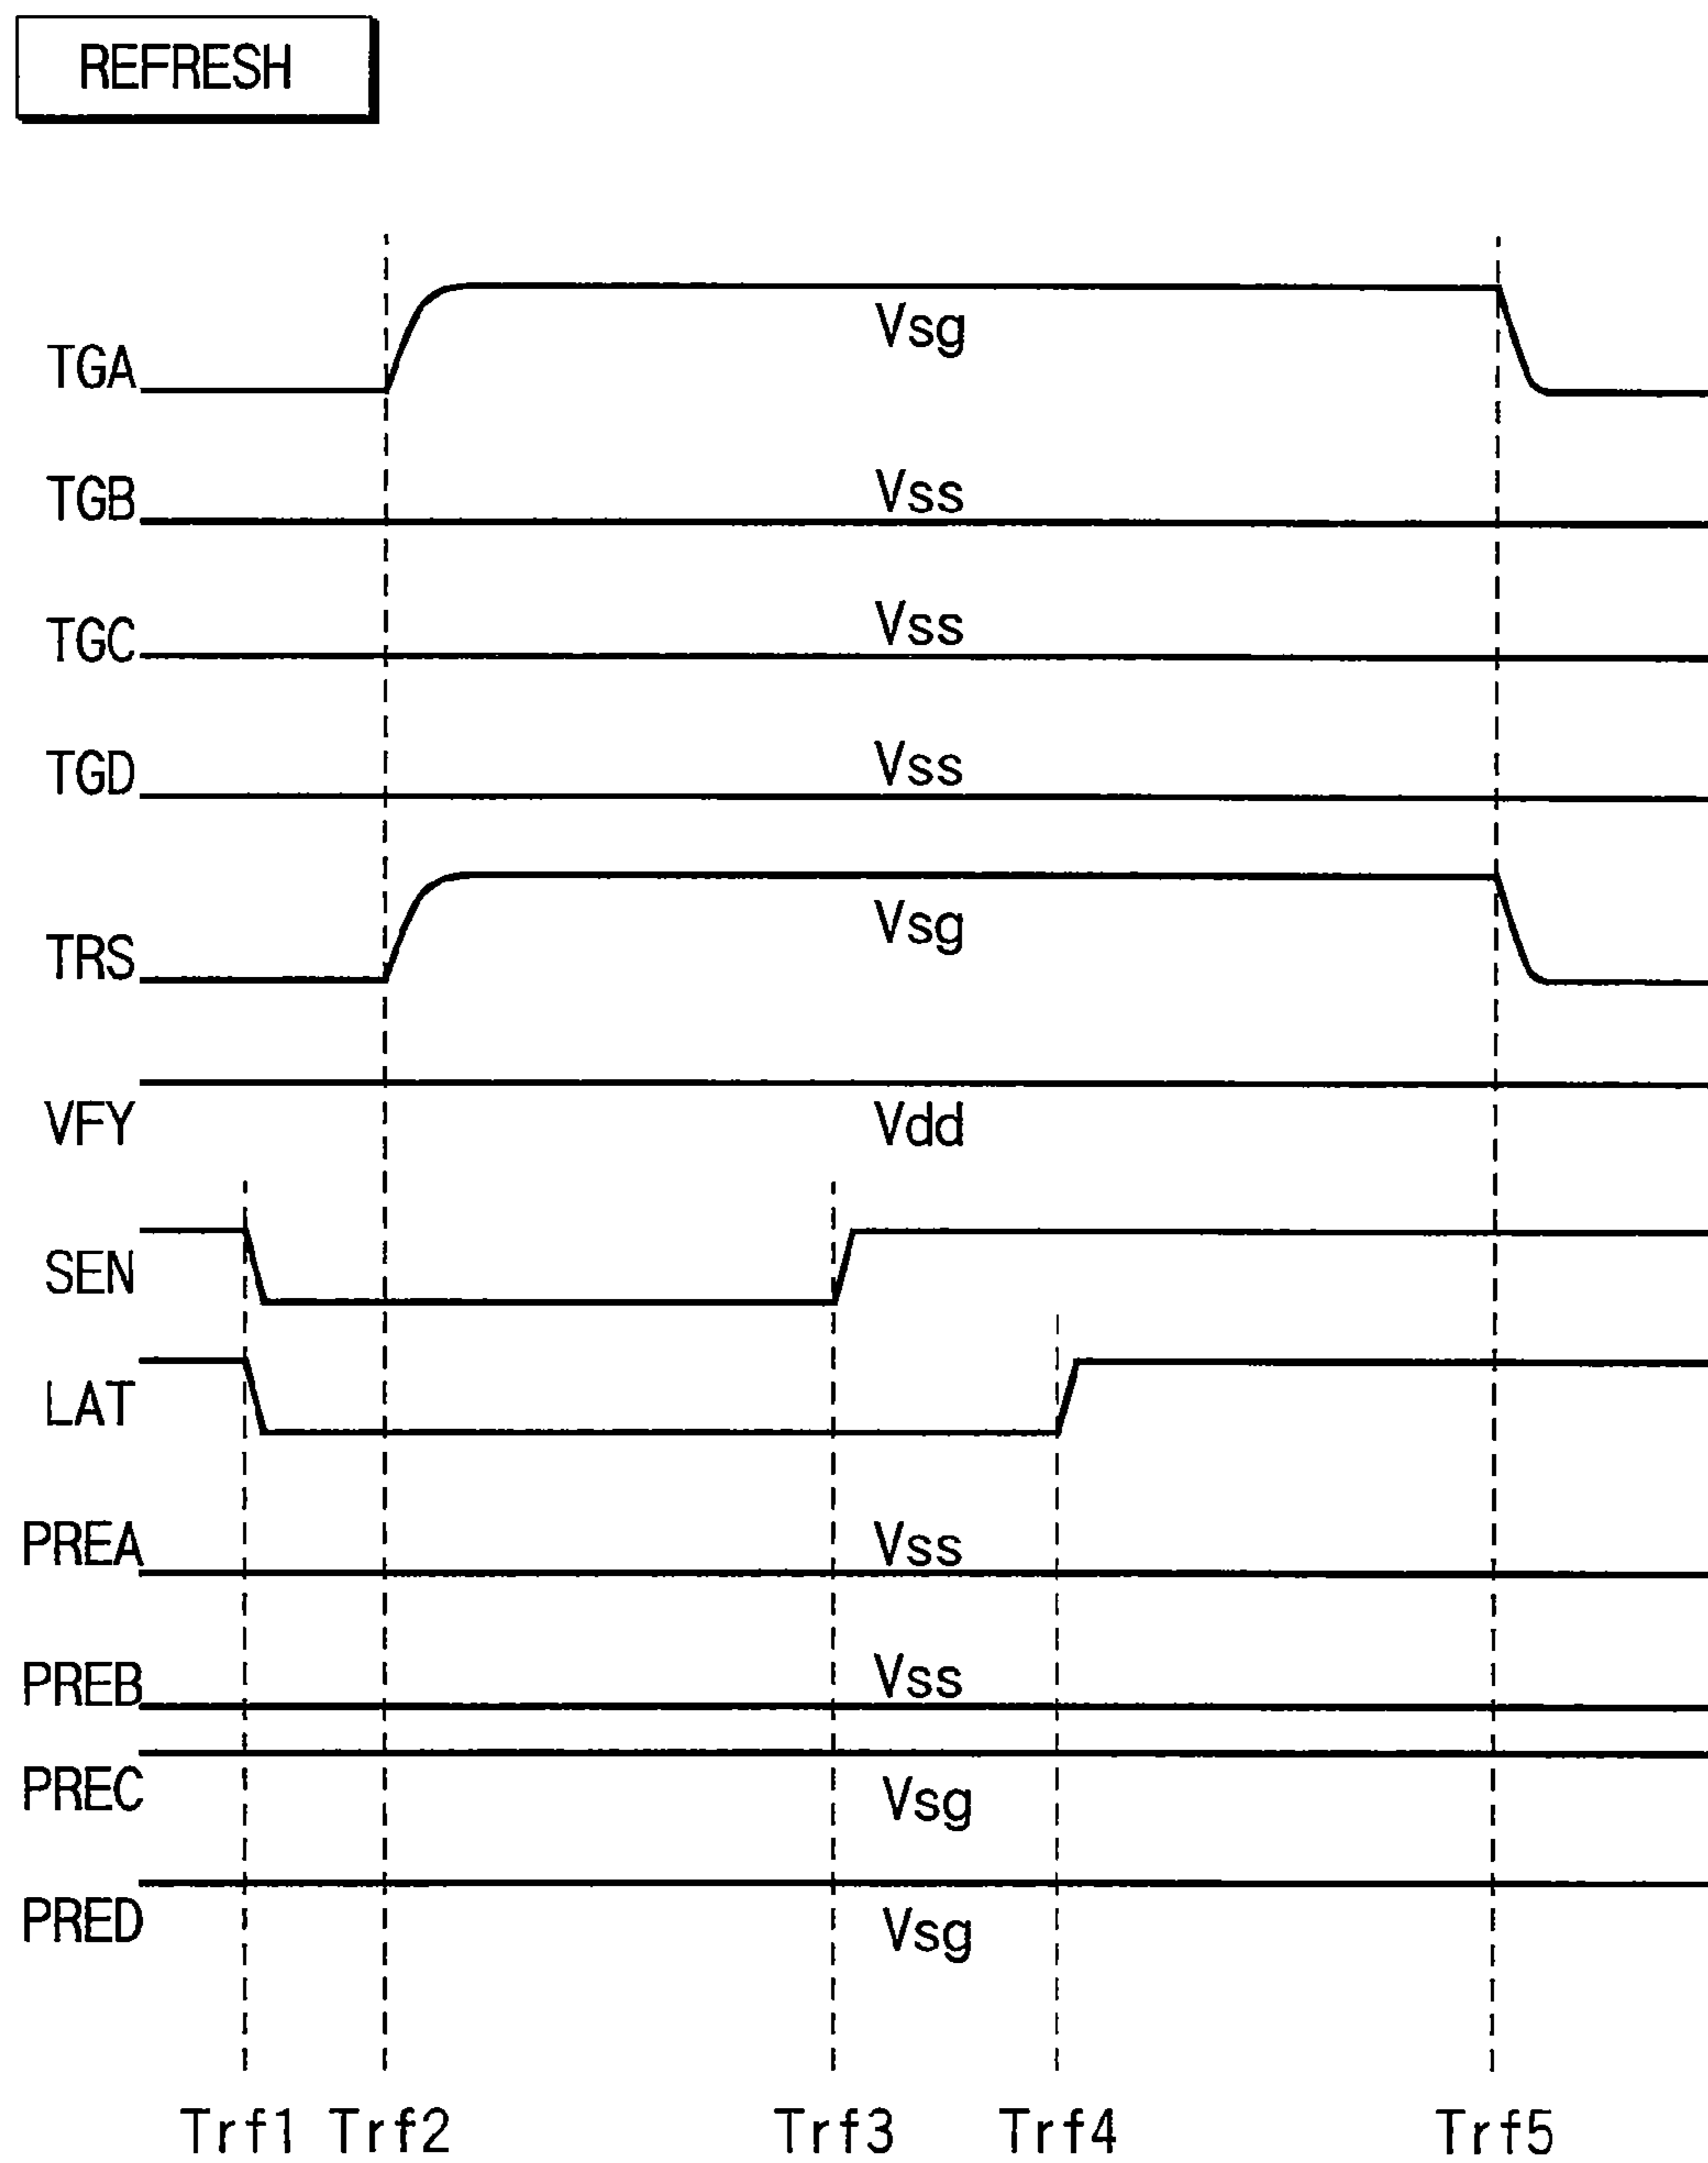 REFRESH
TGA Vsg
TGB Vss
TGC Vss
TGD Vss
TRS Vsg
VFY Vdd
SEN
LAT
PREA Vss
PREB Vss
PREC Vsg
PRED Vsg
Trf1 Trf2 Trf3 Trf4 Trf5